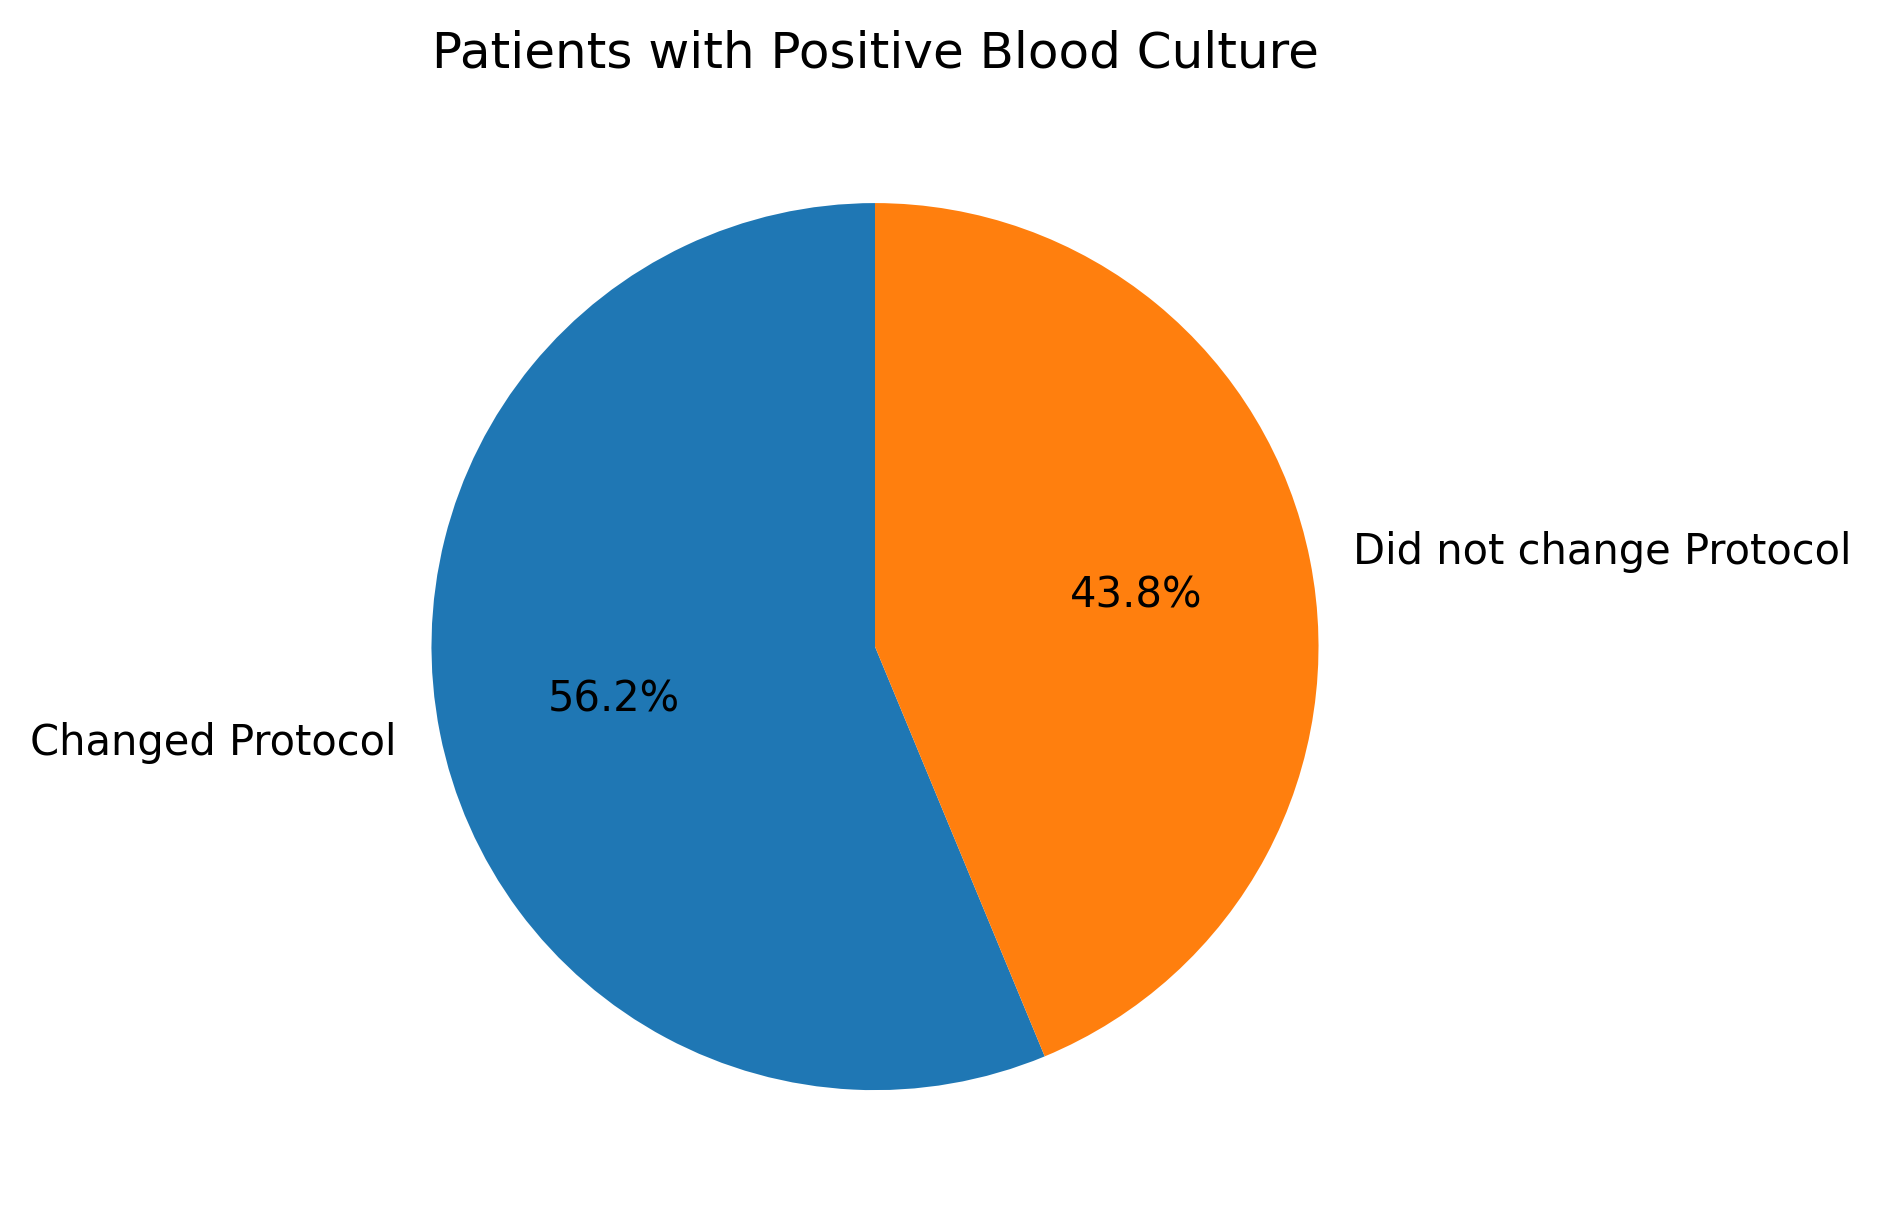 Patients with Positive Blood Culture
Did not change Protocol
43.8%
56.2%
Changed Protocol